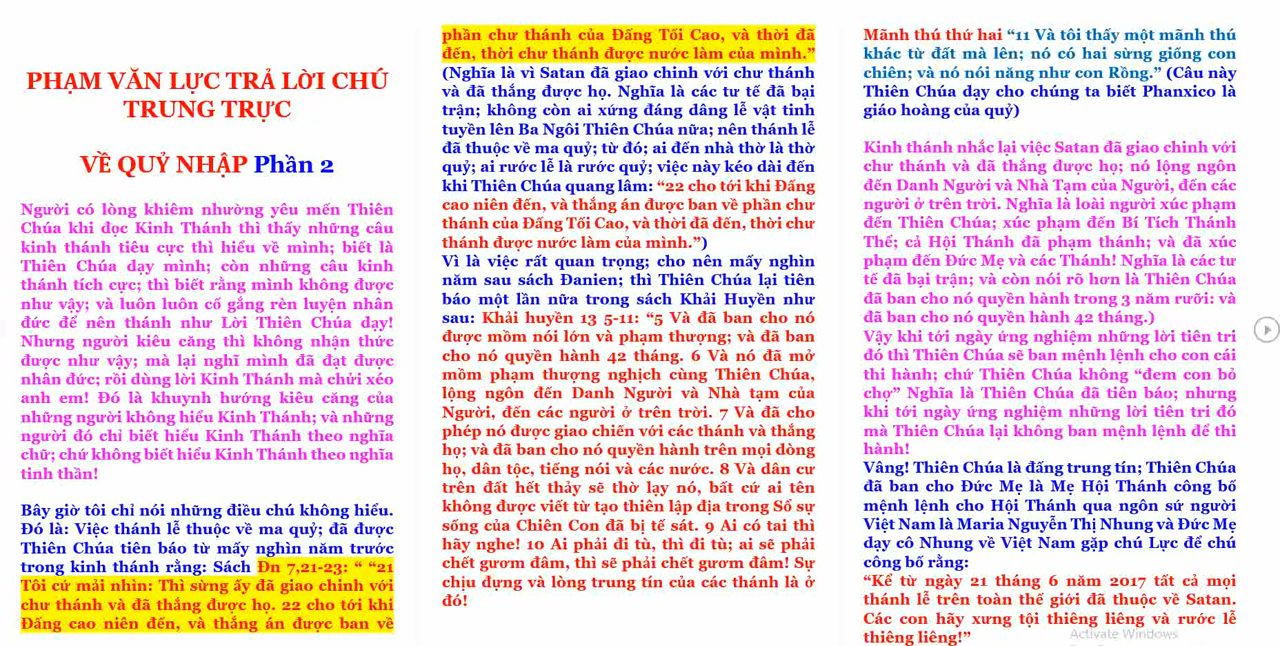 PHẠM VĂN LỰC TRẢ LỜI CHÚ
TRUNG TRỰC
VỀ QUỶ NHẬP Phần 2
Người có lòng khiêm nhường yêu mến Thiên
Chúa khi đọc Kinh Thánh thì thấy những câu
kinh thánh tiêu cực thì hiểu về mình; biết là
Thiên Chúa dạy mình; còn những câu kinh
thánh tích cực; thì biết rằng mình không được
như vậy; và luôn luôn cố gắng rèn luyện nhân
đức để nên thánh như Lời Thiên Chúa dạy!
Nhưng người kiêu căng thì không nhận thức
được như vậy; mà lại nghĩ mình đã đạt được
nhân đức; rồi dùng lời Kinh Thánh mà chửi xéo
anh em! Đó là khuynh hướng kiêu căng của
những người không hiểu Kinh Thánh; và những
người đó chỉ biết hiểu Kinh Thánh theo nghĩa
chữ; chứ không biết hiểu Kinh Thánh theo nghĩa
tinh thần!
Bây giờ tôi chỉ nói những điều chú không hiểu.
Đó là: Việc thánh lễ thuộc về ma quỷ; đã được
Thiên Chúa tiên báo từ mấy nghìn năm trước
trong kinh thánh rằng: Sách Đn 7,21-23: “ “21
Tôi cứ mải nhìn: Thì sừng ấy đã giao chinh với
chư thánh và đã thắng được họ. 22 cho tới khi
Đấng cao niên đến, và thắng án được ban về
phần chư thánh của Đấng Tối Cao, và thời đã
đến, thời chư thánh được nước làm của mình.”
(Nghĩa là vì Satan đã giao chinh với chư thánh
và đã thắng được họ. Nghĩa là các tư tế đã bại
trận; không còn ai xứng đáng dâng lễ vật tinh
tuyền lên Ba Ngôi Thiên Chúa nữa; nên thánh lễ
đã thuộc về ma quỷ; từ đó; ai đến nhà thờ là thờ
quỷ; ai rước lễ là rước quỷ; việc này kéo dài đến
khi Thiên Chúa quang lâm: “22 cho tới khi Đấng
cao niên đến, và thắng án được ban về phần chư
thánh của Đấng Tối Cao, và thời đã đến, thời chư
thánh được nước làm của mình.”)
Vì là việc rất quan trọng; cho nên mấy nghìn
năm sau sách Đanien; thì Thiên Chúa lại tiên
báo một lần nữa trong sách Khải Huyền như
sau: Khải huyền 13 5-11: “5 Và đã ban cho nó
được mồm nói lớn và phạm thượng; và đã ban
cho nó quyền hành 42 tháng. 6 Và nó đã mở
mồm phạm thượng nghịch cùng Thiên Chúa,
lộng ngôn đến Danh Người và Nhà tạm của
Người, đến các người ở trên trời. 7 Và đã cho
phép nó được giao chiến với các thánh và thắng
họ; và đã ban cho nó quyền hành trên mọi dòng
họ, dân tộc, tiếng nói và các nước. 8 Và dân cư
trên đất hết thảy sẽ thờ lạy nó, bất cứ ai tên
không được viết từ tạo thiên lập địa trong Sổ sự
sống của Chiên Con đã bị tế sát. 9 Ai có tai thì
hãy nghe! 10 Ai phải đi tù, thì đi tù; ai sẽ phải
chết gươm đâm, thì sẽ phải chết gươm đâm! Sự
chịu đựng và lòng trung tín của các thánh là ở
đó!
Mãnh thú thứ hai “11 Và tôi thấy một mãnh thú
khác từ đất mà lên; nó có hai sừng giống con
chiên; và nó nói năng như con Rồng.” (Câu này
Thiên Chúa dạy cho chúng ta biết Phanxico là
giáo hoàng của quỷ)
Kinh thánh nhắc lại việc Satan đã giao chinh với
chư thánh và đã thắng được họ; nó lộng ngôn
đến Danh Người và Nhà Tạm của Người, đến các
người ở trên trời. Nghĩa là loài người xúc phạm
đến Thiên Chúa; xúc phạm đến Bí Tích Thánh
Thể; cả Hội Thánh đã phạm thánh; và đã xúc
phạm đến Đức Mẹ và các Thánh! Nghĩa là các tư
tế đã bại trận; và còn nói rõ hơn là Thiên Chúa
đã ban cho nó quyền hành trong 3 năm rưỡi: và
đã ban cho nó quyền hành 42 tháng.)
Vậy khi tới ngày ứng nghiệm những lời tiên tri
đó thì Thiên Chúa sẽ ban mệnh lệnh cho con cái
thi hành; chứ Thiên Chúa không “đem con bỏ
chợ” Nghĩa là Thiên Chúa đã tiên báo; nhưng
khi tới ngày ứng nghiệm những lời tiên tri đó
mà Thiên Chúa lại không ban mệnh lệnh để thi
hành!
Vâng! Thiên Chúa là đấng trung tín; Thiên Chúa
đã ban cho Đức Mẹ là Mẹ Hội Thánh công bố
mệnh lệnh cho Hội Thánh qua ngôn sứ người
Việt Nam là Maria Nguyễn Thị Nhung và Đức Mẹ
dạy cô Nhung về Việt Nam gặp chú Lực để chú
công bố rằng:
“Kể từ ngày 21 tháng 6 năm 2017 tất cả mọi
thánh lễ trên toàn thế giới đã thuộc về Satan.
Các con hãy xưng tội thiêng liêng và rước lễ
thiêng liêng!”
Activate Windows